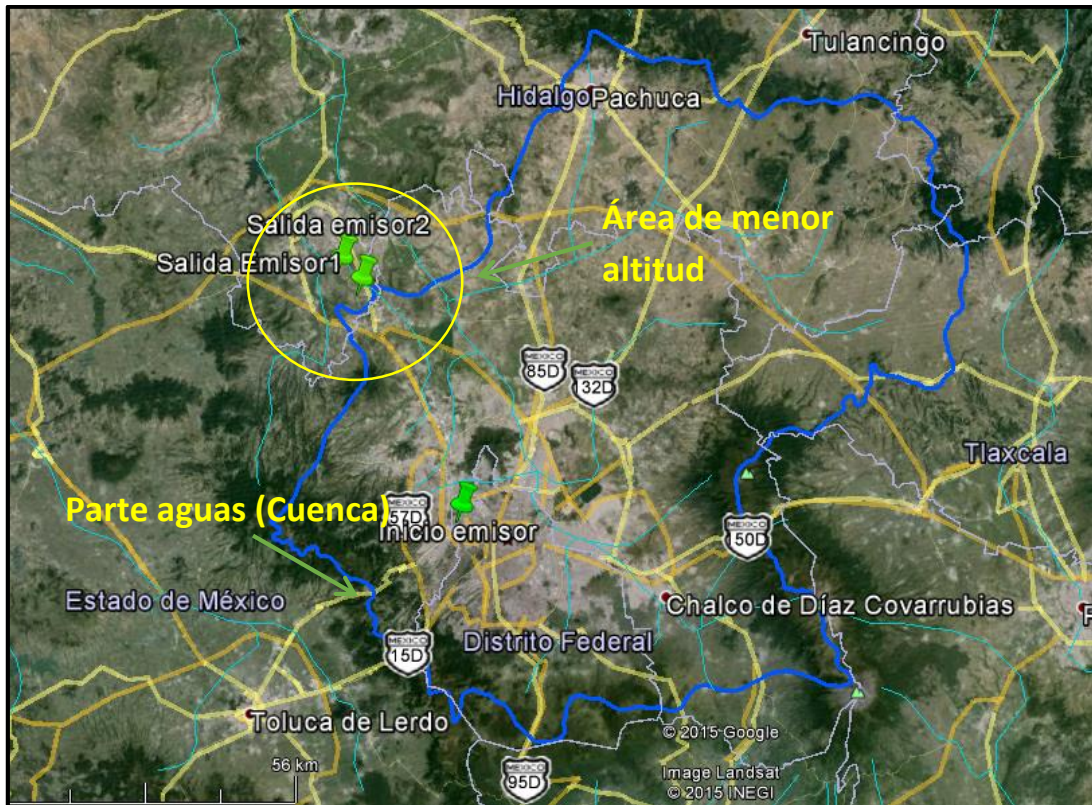 Tulancingo
Hidalgo
Pachuca
Salida emisor2
Área de menor
altitud
Salida Emisor1
MEXICO
85D
MEXICO
132D
Tlaxcala
Parte aguas (Cuenca)
57D
Inicio emisor
MEXICO
150D
Estado de México
Chalco de Díaz Covarrubias
P
Distrito Federal
MEXICO
15D
Toluca de Lerdo
© 2015 Google
56 km
Image Landsat
© 2015 INEGI
MEXICO
95D